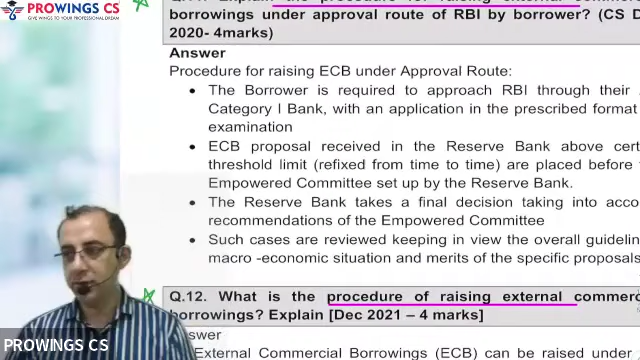 PROWINGS CS
GIVE WINGS TO YOUR PROFESSIONAL DREAM
the procedure for raising external
borrowings under approval route of RBI by borrower? (CS D
2020- 4marks)
Answer
Procedure for raising ECB under Approval Route:
• The Borrower is required to approach RBI through their
Category I Bank, with an application in the prescribed format
examination
• ECB proposal received in the Reserve Bank above cert
threshold limit (refixed from time to time) are placed before
Empowered Committee set up by the Reserve Bank.
• The Reserve Bank takes a final decision taking into acco
recommendations of the Empowered Committee
• Such cases are reviewed keeping in view the overall guidelin
macro -economic situation and merits of the specific proposals
Q.12. What is the procedure of raising external commerc
borrowings? Explain [Dec 2021 – 4 marks]
nswer
External Commercial Borrowings (ECB) can be raised under
PROWINGS CS